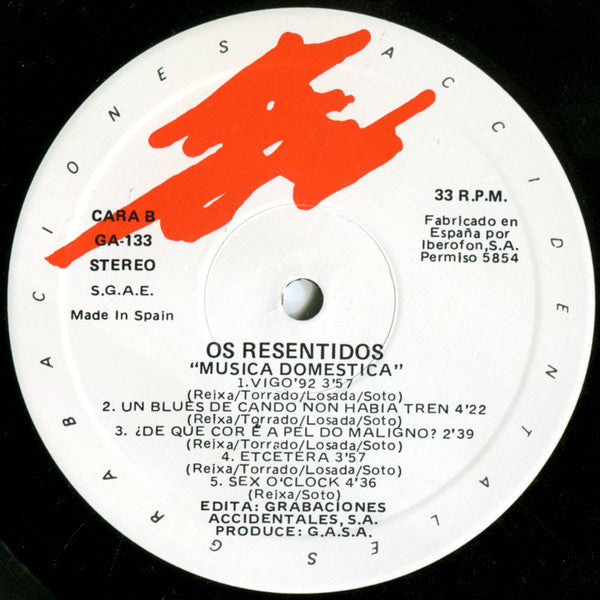 GRABACIONES ACCIDENTALES
CARA B
GA-133
STEREO
S.G.A.E.
Made In Spain
33 R.P.M.
Fabricado en
España por
Iberofon,S.A.
Permiso 5854
OS RESENTIDOS
"MUSICA DOMESTICA"
1.VIGO'92 3'57
(Reixa/Torrado/Losada/Soto)
2. UN BLUES DE CANDO NON HABIA TREN 4'22
(Reixa/Torrado/Losada/Soto)
3. ¿DE QUE COR É A PEL DO MALIGNO? 2'39
(Reixa/Torrado/Losada/Soto)
4. ETCETERA 3'57
(Reixa/Torrado/Losada/Soto)
5. SEX O'CLOCK 4'36
(Reixa/Soto)
EDITA: GRABACIONES
ACCIDENTALES, S.A.
PRODUCE: G.A.S.A.